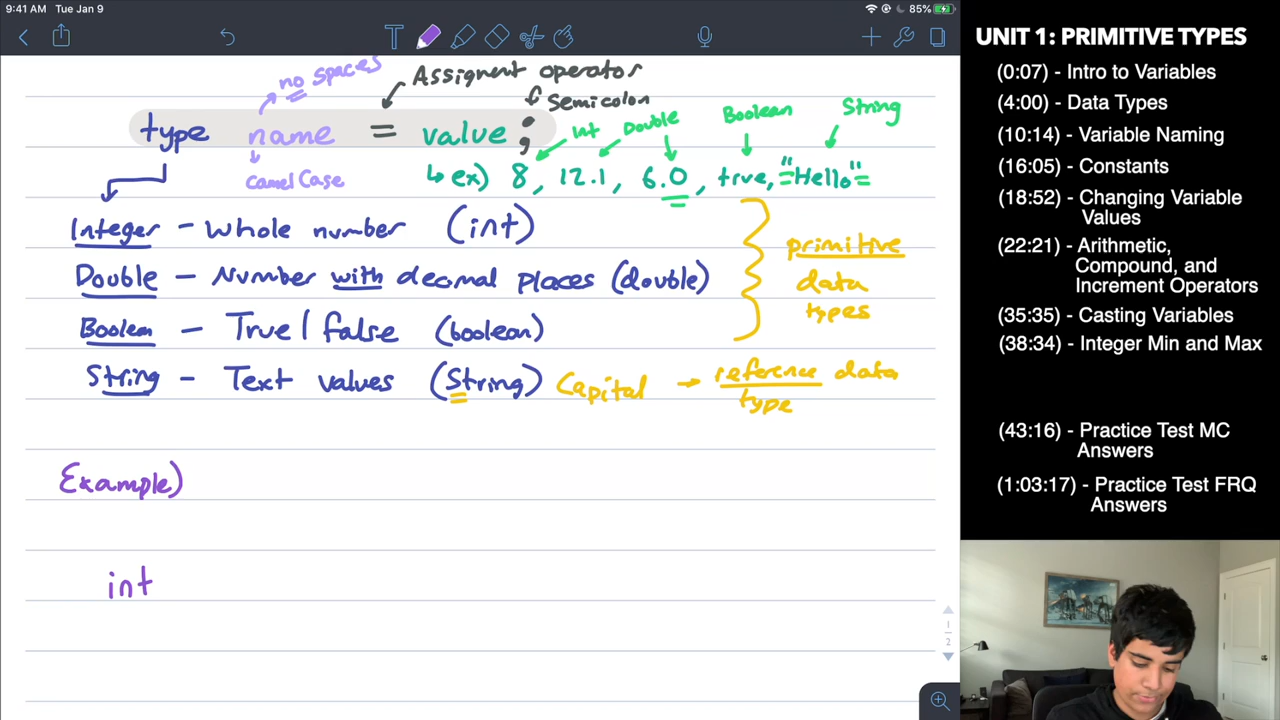 9:41 AM Tue Jan 9
85%
no spaces
Assignent operator
Semicolon
type name = value ;
Int Double Boolean String
Camel Case
ex) 8, 12.1, 6.0, true, "Hello"
Integer - Whole number (int)
Double - Number with decimal places (double)
Boolean - True/false (boolean)
String - Text values (String) Capital → reference data type
primitive
data
types
Example)
int
1
2
UNIT 1: PRIMITIVE TYPES
(0:07) - Intro to Variables
(4:00) - Data Types
(10:14) - Variable Naming
(16:05) - Constants
(18:52) - Changing Variable
Values
(22:21) - Arithmetic,
Compound, and
Increment Operators
(35:35) - Casting Variables
(38:34) - Integer Min and Max
(43:16) - Practice Test MC
Answers
(1:03:17) - Practice Test FRQ
Answers